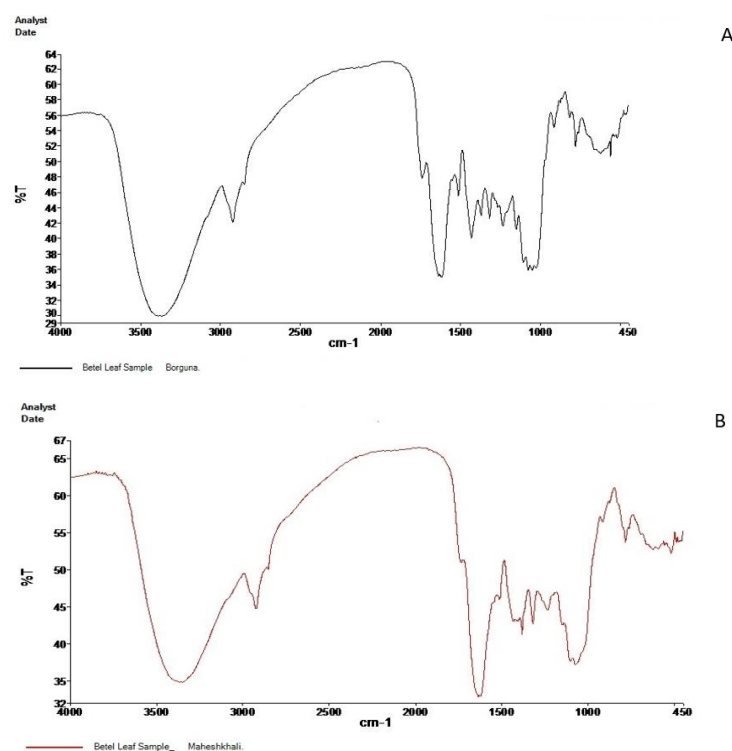 Analyst
Date
A
64
62
60
58
56
54
52
50
48
46
44
42
40
38
36
34
32
30
29
%T
4000 3500 3000 2500 2000 1500 1000 450
cm-1
Betel Leaf Sample Borguna.
Analyst
Date
B
67
65
60
55
50
45
40
35
32
%T
4000 3500 3000 2500 2000 1500 1000 450
cm-1
Betel Leaf Sample_ Maheshkhali.